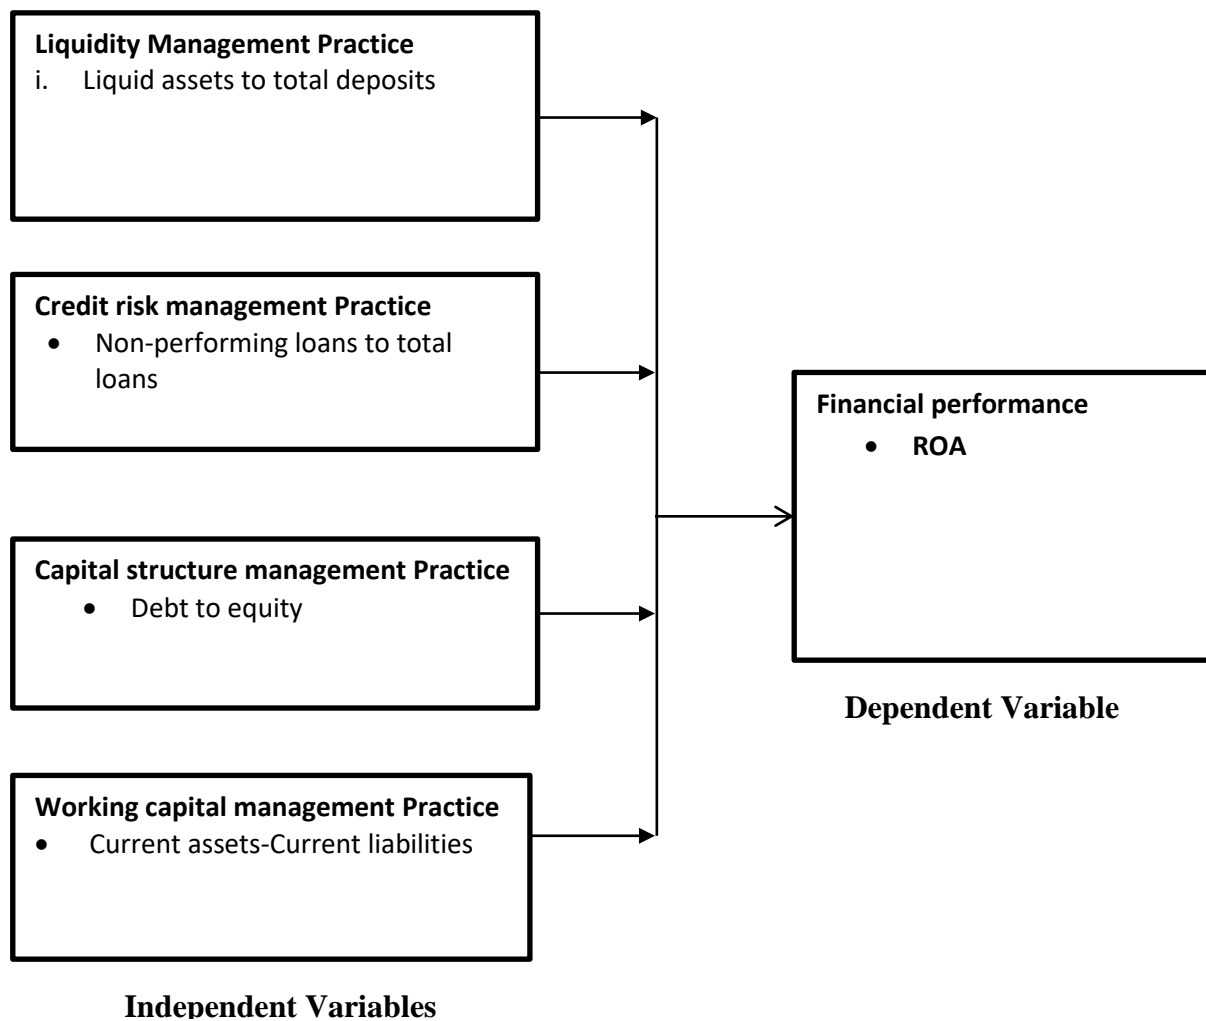 Liquidity Management Practice
i. Liquid assets to total deposits
Credit risk management Practice
• Non-performing loans to total
loans
Capital structure management Practice
• Debt to equity
Working capital management Practice
• Current assets-Current liabilities
Independent Variables
Financial performance
• ROA
Dependent Variable